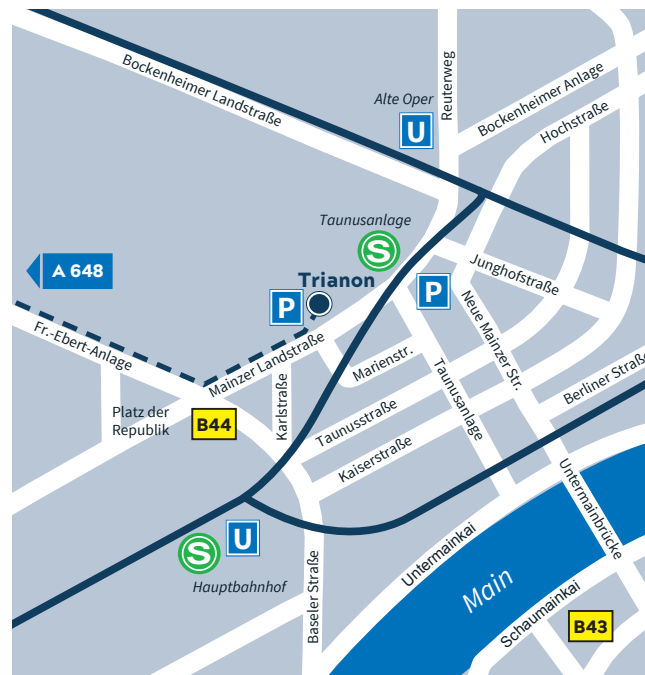 Bockenheimer Landstraße
Reuterweg
Alte Oper
U
Bockenheimer Anlage
Hochstraße
Taunusanlage
S
A 648
Trianon
P
P
Junghofstraße
Neue Mainzer Str.
Fr.-Ebert-Anlage
Mainzer Landstraße
Marienstr.
Taunusanlage
Berliner Straße
Karlstraße
Platz der
Republik
B44
Taunusstraße
Kaiserstraße
Untermainbrücke
S
U
Hauptbahnhof
Baseler Straße
Untermainkai
Main
Schaumainkai
B43